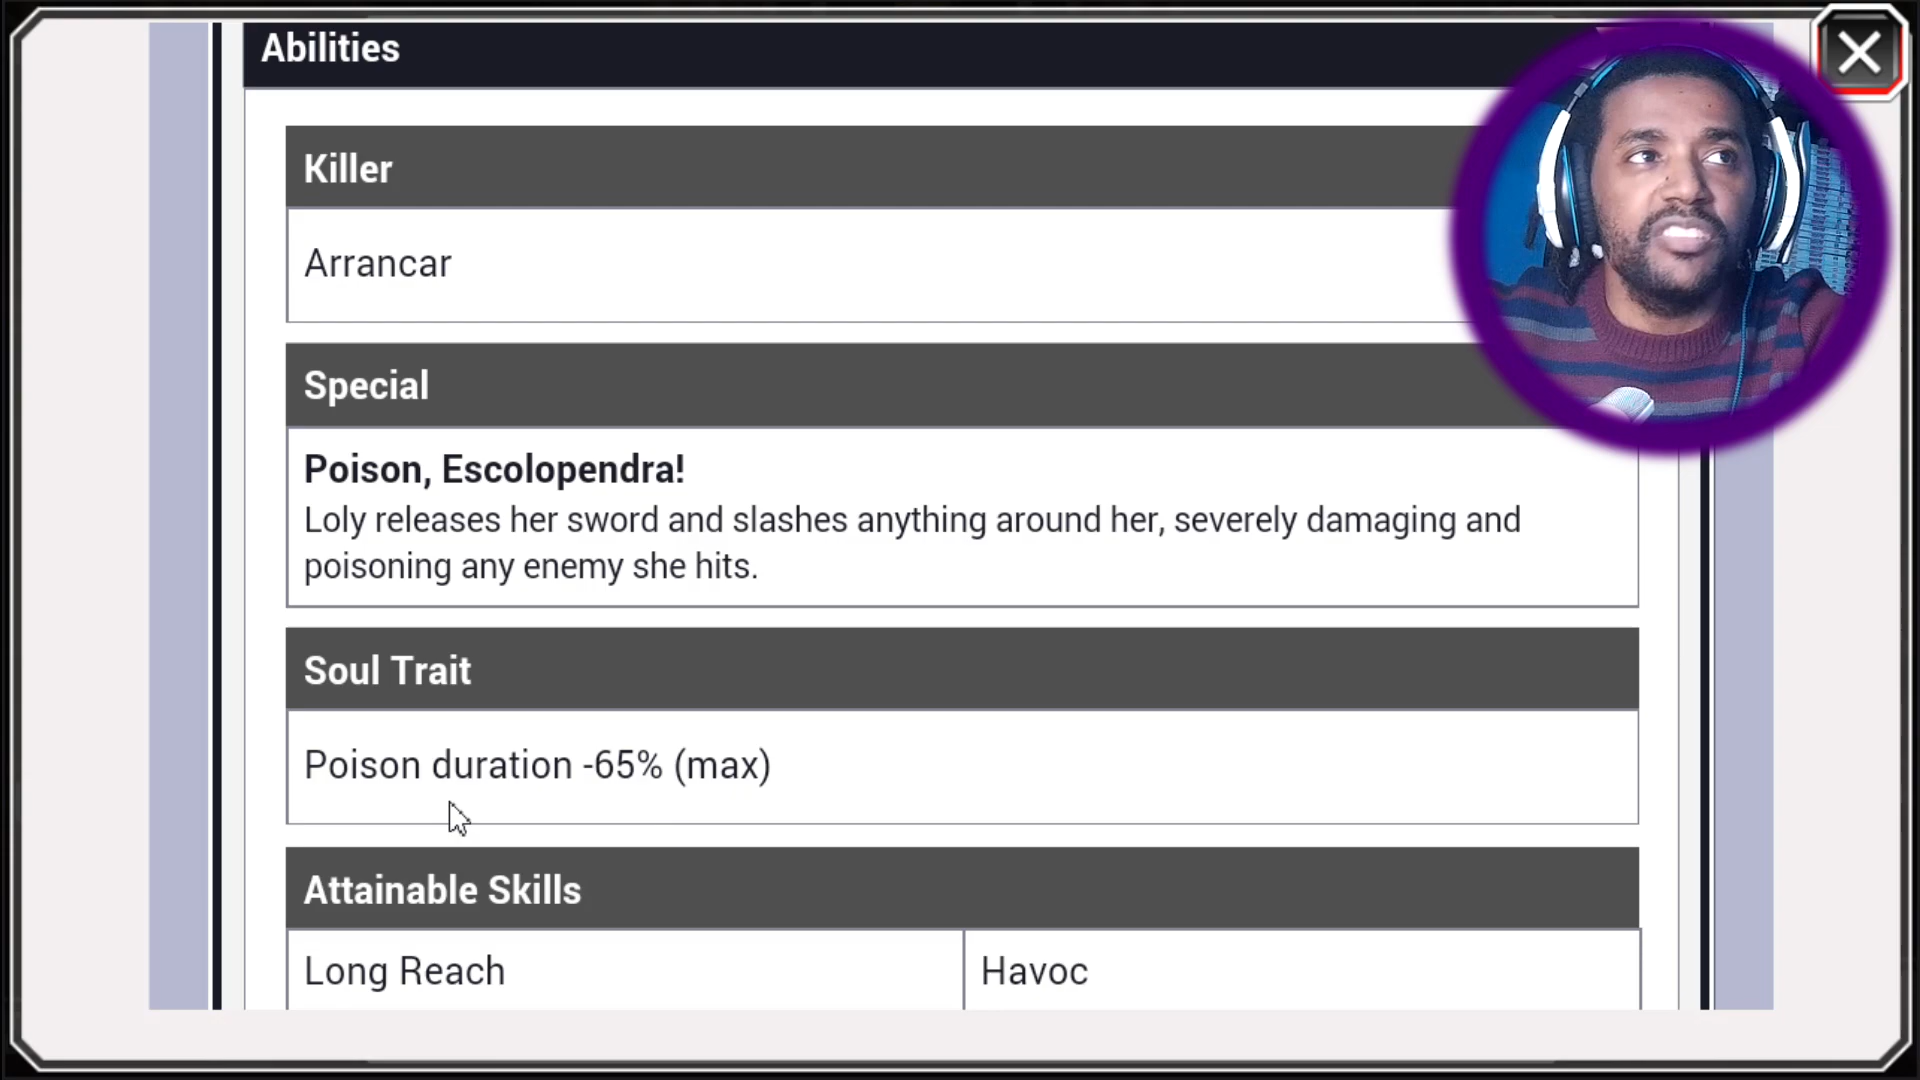 Abilities
Killer
Arrancar
Special
Poison, Escolopendra!
Loly releases her sword and slashes anything around her, severely damaging and
poisoning any enemy she hits.
Soul Trait
Poison duration -65% (max)
Attainable Skills
Long Reach
Havoc